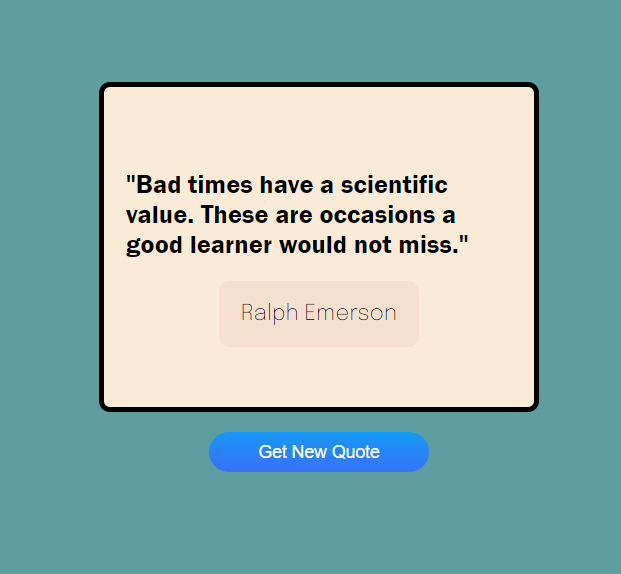 "Bad times have a scientific
value. These are occasions a
good learner would not miss."
Ralph Emerson
Get New Quote